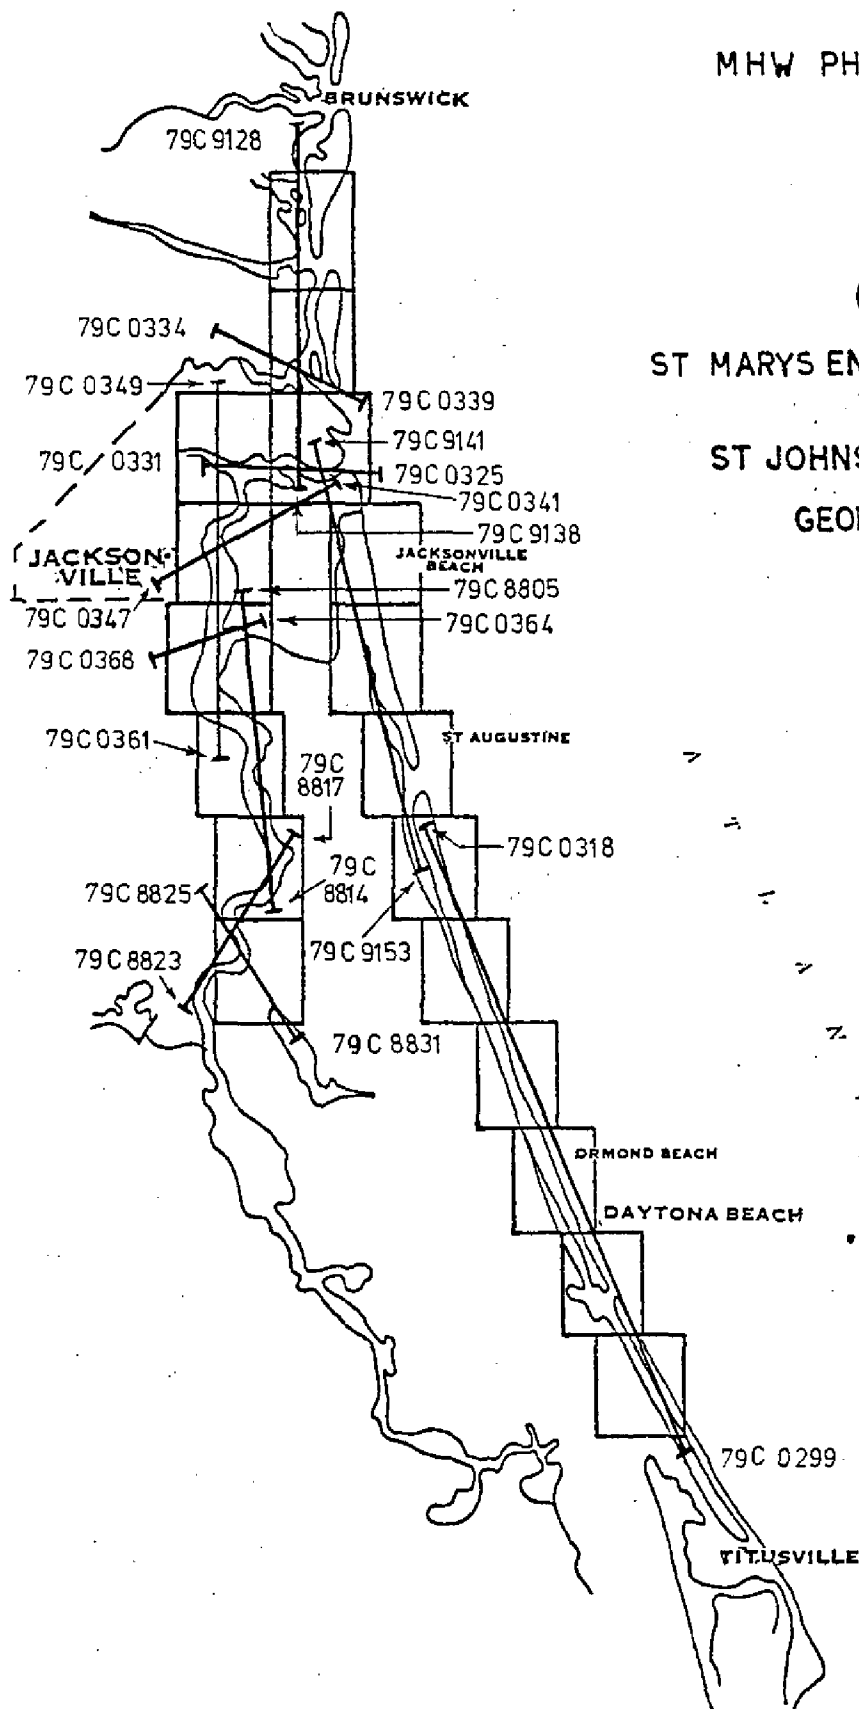 MHW PH
BRUNSWICK
79C 9128
79C 0334
ST MARYS EN
79C 0349
79C 0339
79C 9141
ST JOHNS
79C 0331
79C 0325
79C 0341
GEO
79C 9138
JACKSON-
VILLE
JACKSONVILLE
BEACH
79C 8805
79C 0347
79C 0364
79C 0368
79C 0361
ST AUGUSTINE
79C
8817
79C 0318
79C
8814
79C 8825
79C 9153
79C 8823
79C 8831
ORMOND BEACH
DAYTONA BEACH
79C 0299
TITUSVILLE